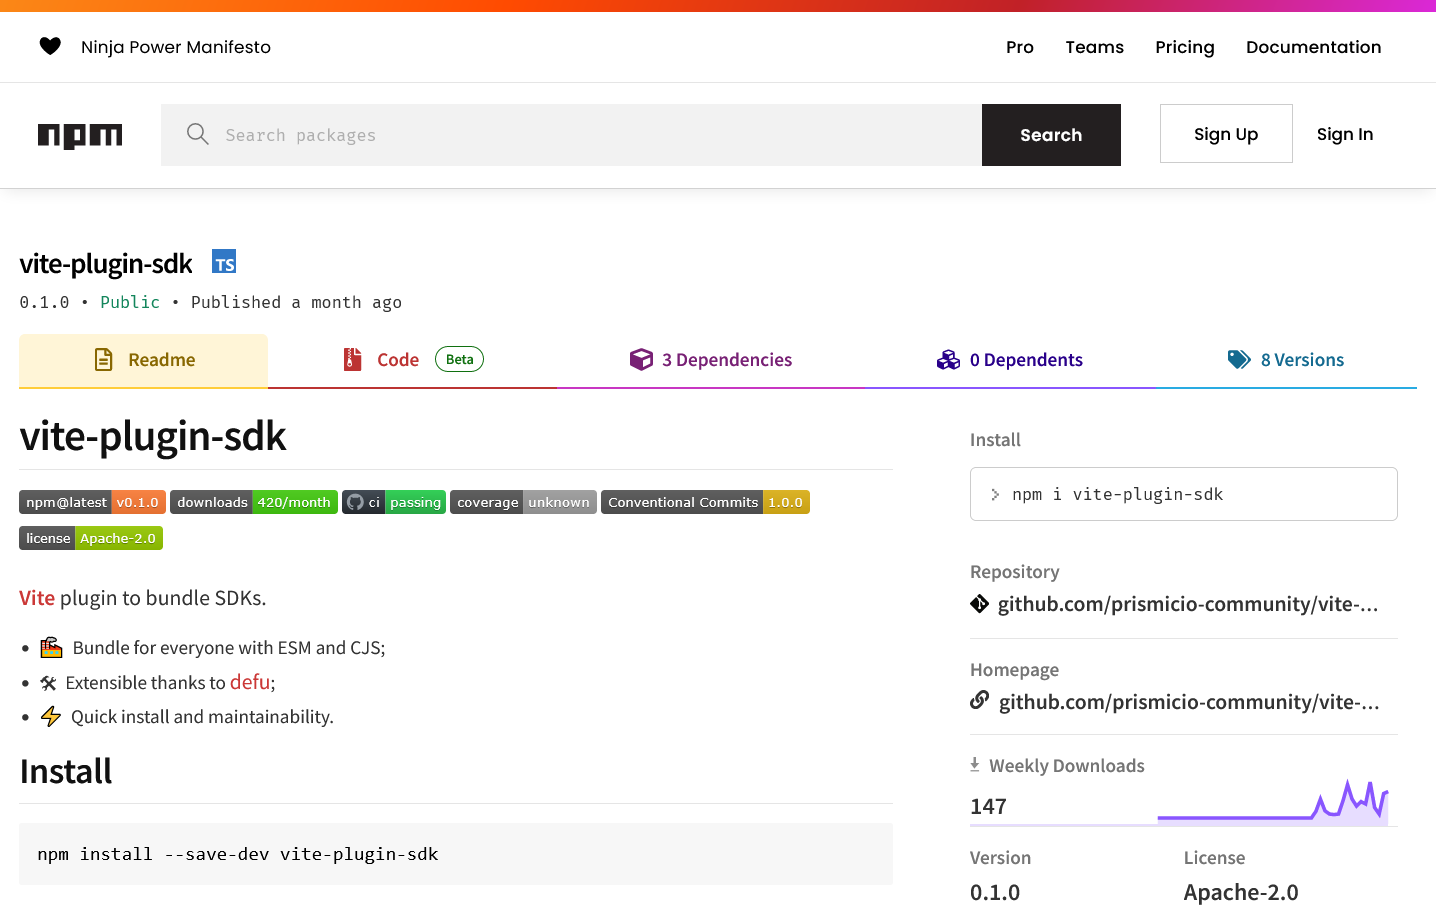 Ninja Power Manifesto
Pro Teams Pricing Documentation
npm
Search packages
Search
Sign Up
Sign In
vite-plugin-sdk TS
0.1.0 • Public • Published a month ago
Readme
Code Beta
3 Dependencies
0 Dependents
8 Versions
vite-plugin-sdk
npm@latest v0.1.0 downloads 420/month ci passing coverage unknown Conventional Commits 1.0.0
license Apache-2.0
Vite plugin to bundle SDKs.
• Bundle for everyone with ESM and CJS;
• Extensible thanks to defu;
• Quick install and maintainability.
Install
npm install --save-dev vite-plugin-sdk
Install
> npm i vite-plugin-sdk
Repository
github.com/prismicio-community/vite-...
Homepage
github.com/prismicio-community/vite-...
Weekly Downloads
147
Version
0.1.0
License
Apache-2.0